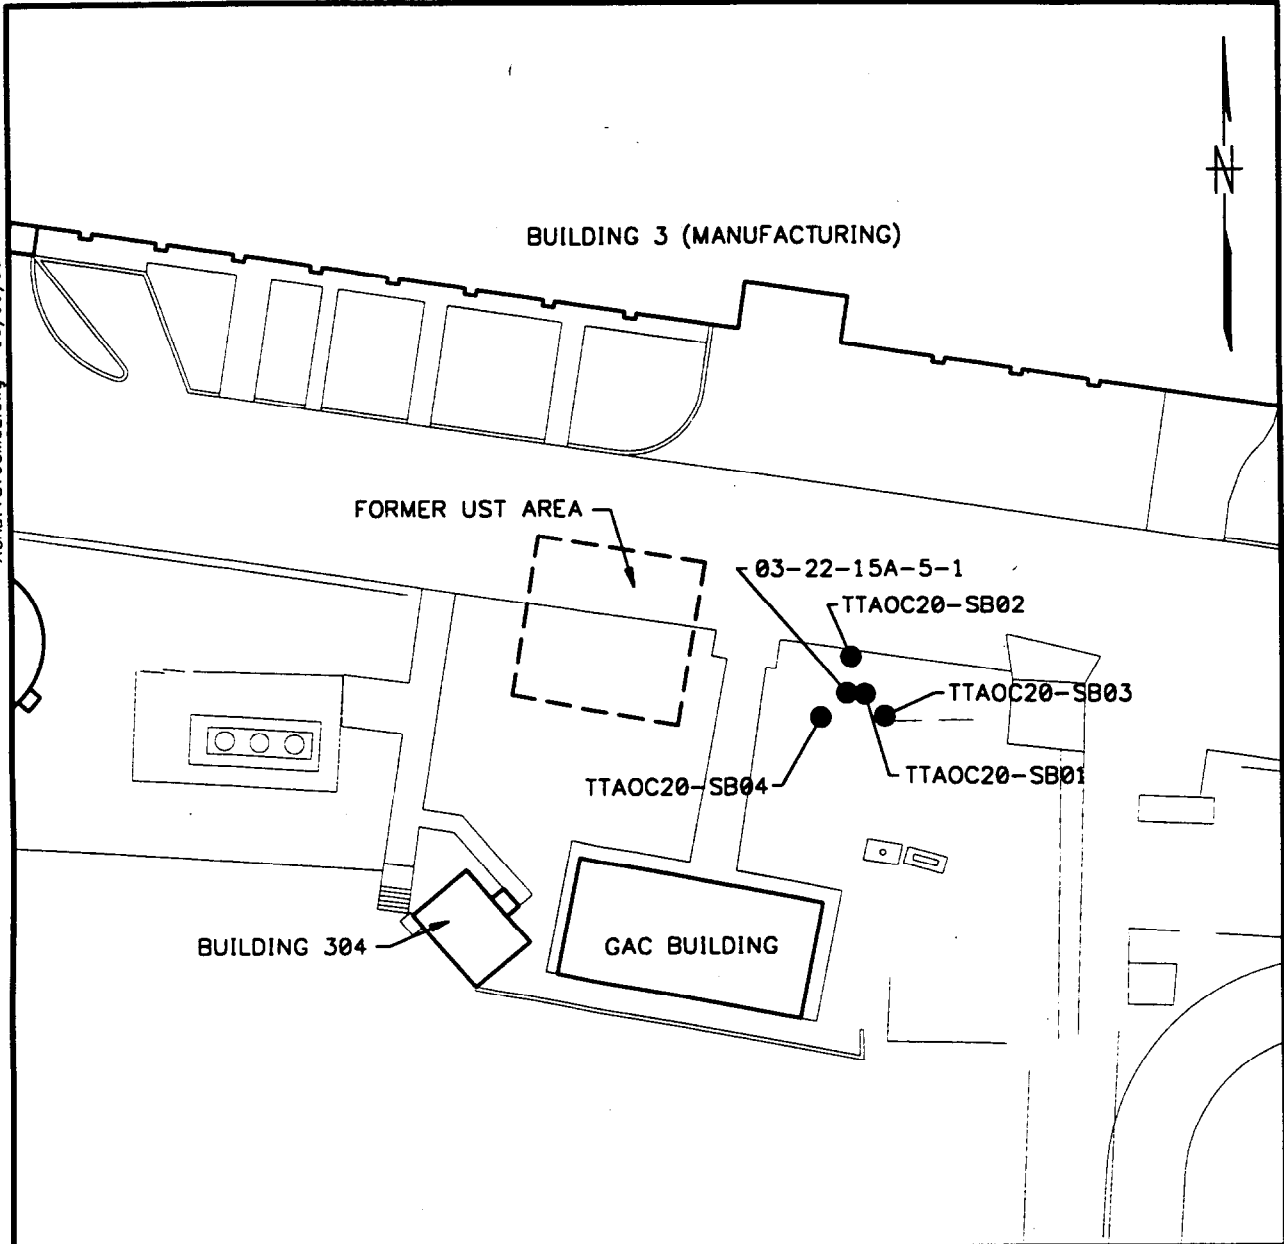 N
BUILDING 3 (MANUFACTURING)
FORMER UST AREA
03-22-15A-5-1
TTAOC20-SB02
TTAOC20-SB03
TTAOC20-SB01
TTAOC20-SB04
BUILDING 304
GAC BUILDING